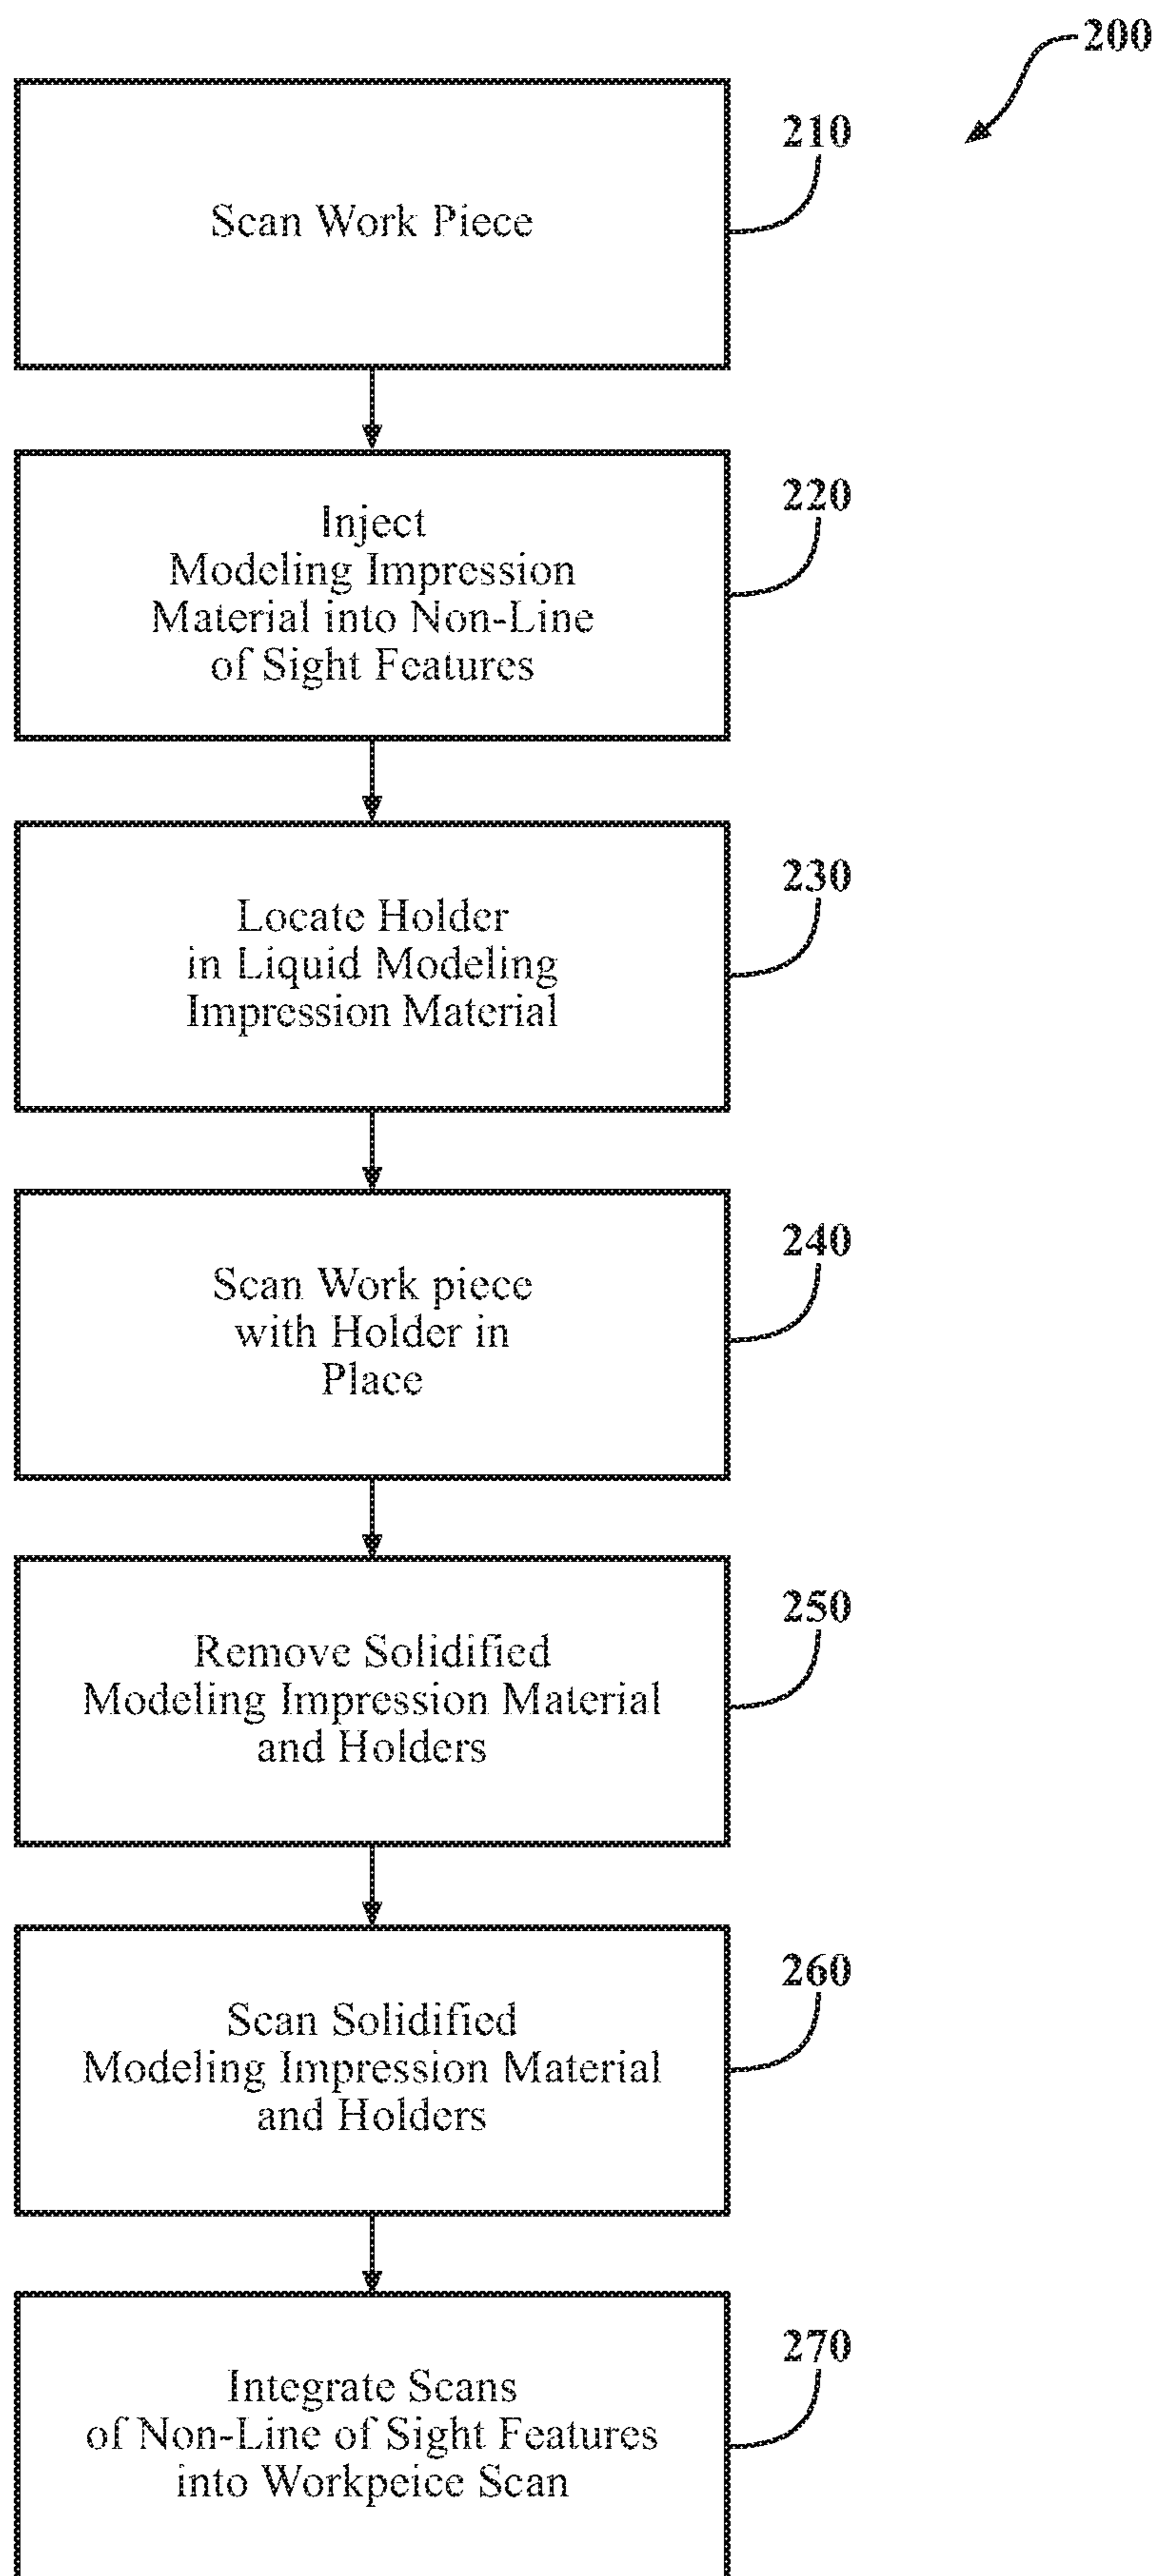 200
210
Scan Work Piece
220
Inject
Modeling Impression
Material into Non-Line
of Sight Features
230
Locate Holder
in Liquid Modeling
Impression Material
240
Scan Work piece
with Holder in
Place
250
Remove Solidified
Modeling Impression Material
and Holders
260
Scan Solidified
Modeling Impression Material
and Holders
270
Integrate Scans
of Non-Line of Sight Features
into Workpeice Scan